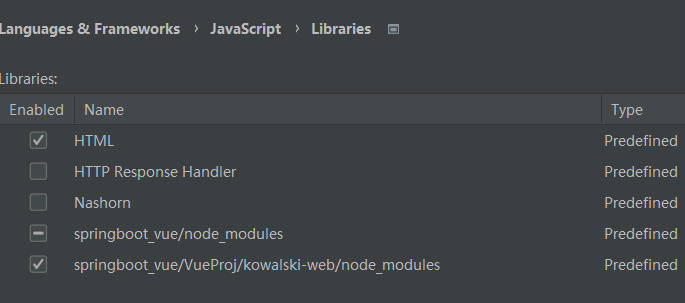 Languages & Frameworks › JavaScript › Libraries
Libraries:
Enabled Name Type
HTML Predefined
HTTP Response Handler Predefined
Nashorn Predefined
springboot_vue/node_modules Predefined
springboot_vue/VueProj/kowalski-web/node_modules Predefined